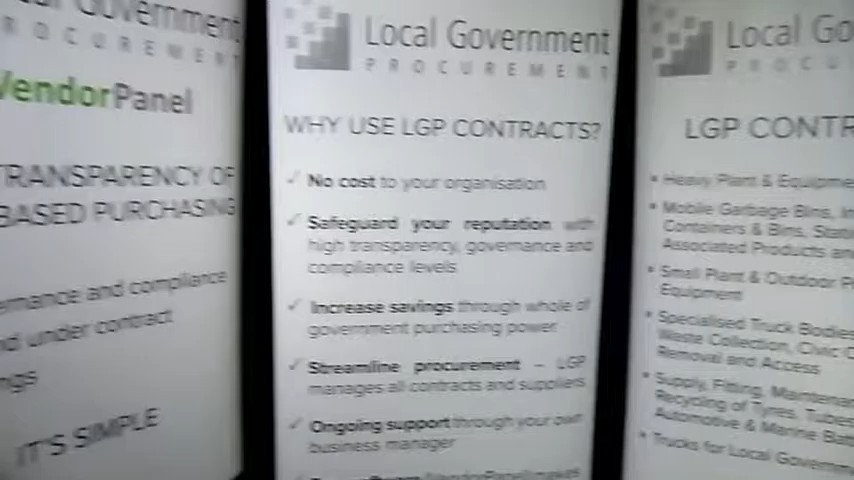 Government
PROCUREMENT
VendorPanel
TRANSPARENCY OF
BASED PURCHASING
and compliance
under contract
IT'S SIMPLE
Local Government
PROCUREMENT
WHY USE LGP CONTRACTS?
✓ No cost to your organisation
✓ Safeguard your reputation with
high transparency, governance and
compliance levels
✓ Increase savings through whole of
government purchasing power
✓ Streamline procurement – LGP
manages all contracts and suppliers
✓ Ongoing support through your own
business manager
VendorPanel makes
Local Go
LGP CONTR
• Heavy Plant & Equipme
• Mobile Garbage Bins, In
Containers & Bins, Stati
Associated Products an
• Small Plant & Outdoor P
Equipment
• Specialised Truck Bodies
Waste Collection, Civic C
Removal and Access
• Supply, Fitting, Maintenan
Recycling of Tyres, Tubes
Automotive & Marine Batt
• Trucks for Local Governm